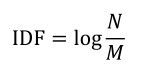 IDF = log N/M